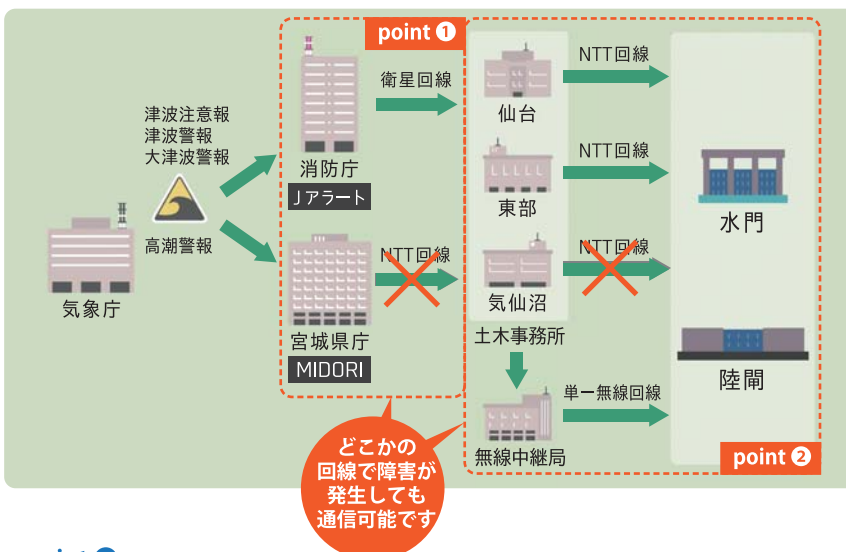 point ❶
津波注意報
津波警報
大津波警報
高潮警報
気象庁
消防庁
Jアラート
宮城県庁
MIDORI
衛星回線
NTT回線
仙台
東部
気仙沼
土木事務所
無線中継局
NTT回線
NTT回線
NTT回線
単一無線回線
水門
陸閘
point ❷
どこかの
回線で障害が
発生しても
通信可能です